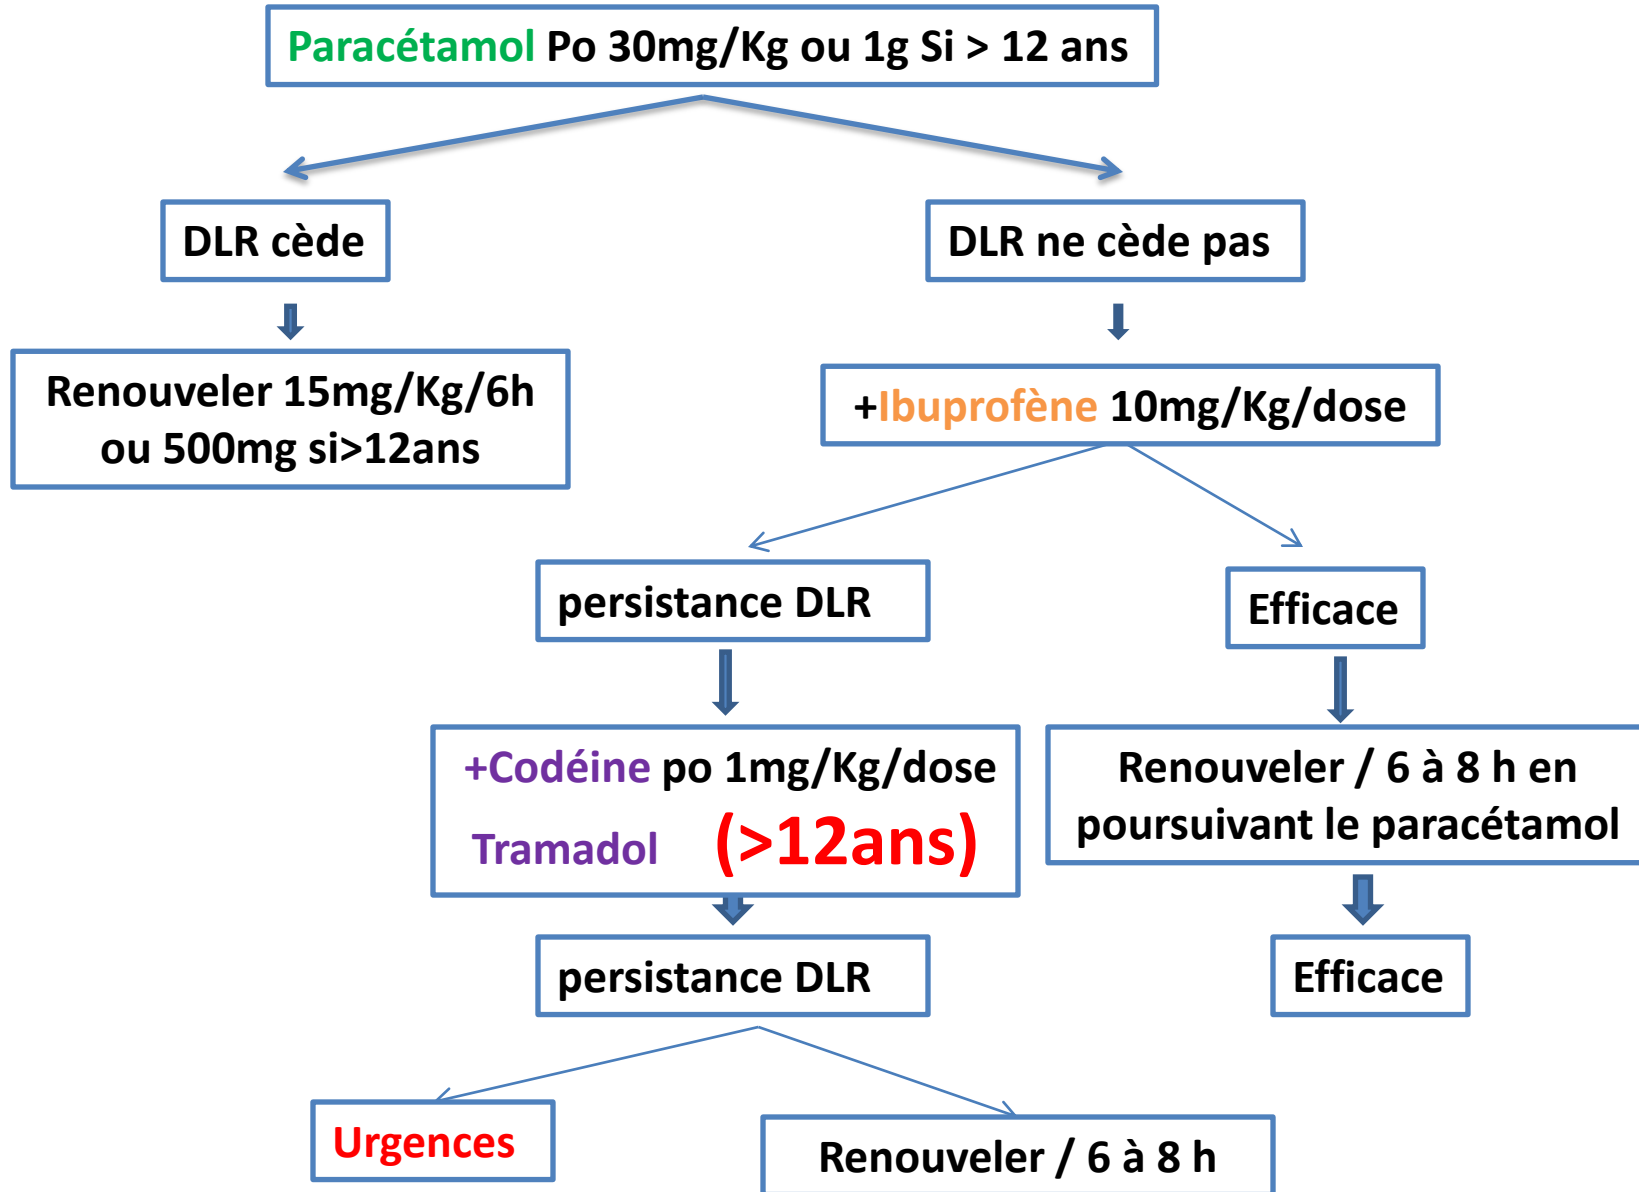 Paracétamol Po 30mg/Kg ou 1g Si > 12 ans
DLR cède
DLR ne cède pas
Renouveler 15mg/Kg/6h
ou 500mg si>12ans
+Ibuprofène 10mg/Kg/dose
persistance DLR
Efficace
+Codéine po 1mg/Kg/dose
Tramadol (>12ans)
Renouveler / 6 à 8 h en
poursuivant le paracétamol
persistance DLR
Efficace
Urgences
Renouveler / 6 à 8 h